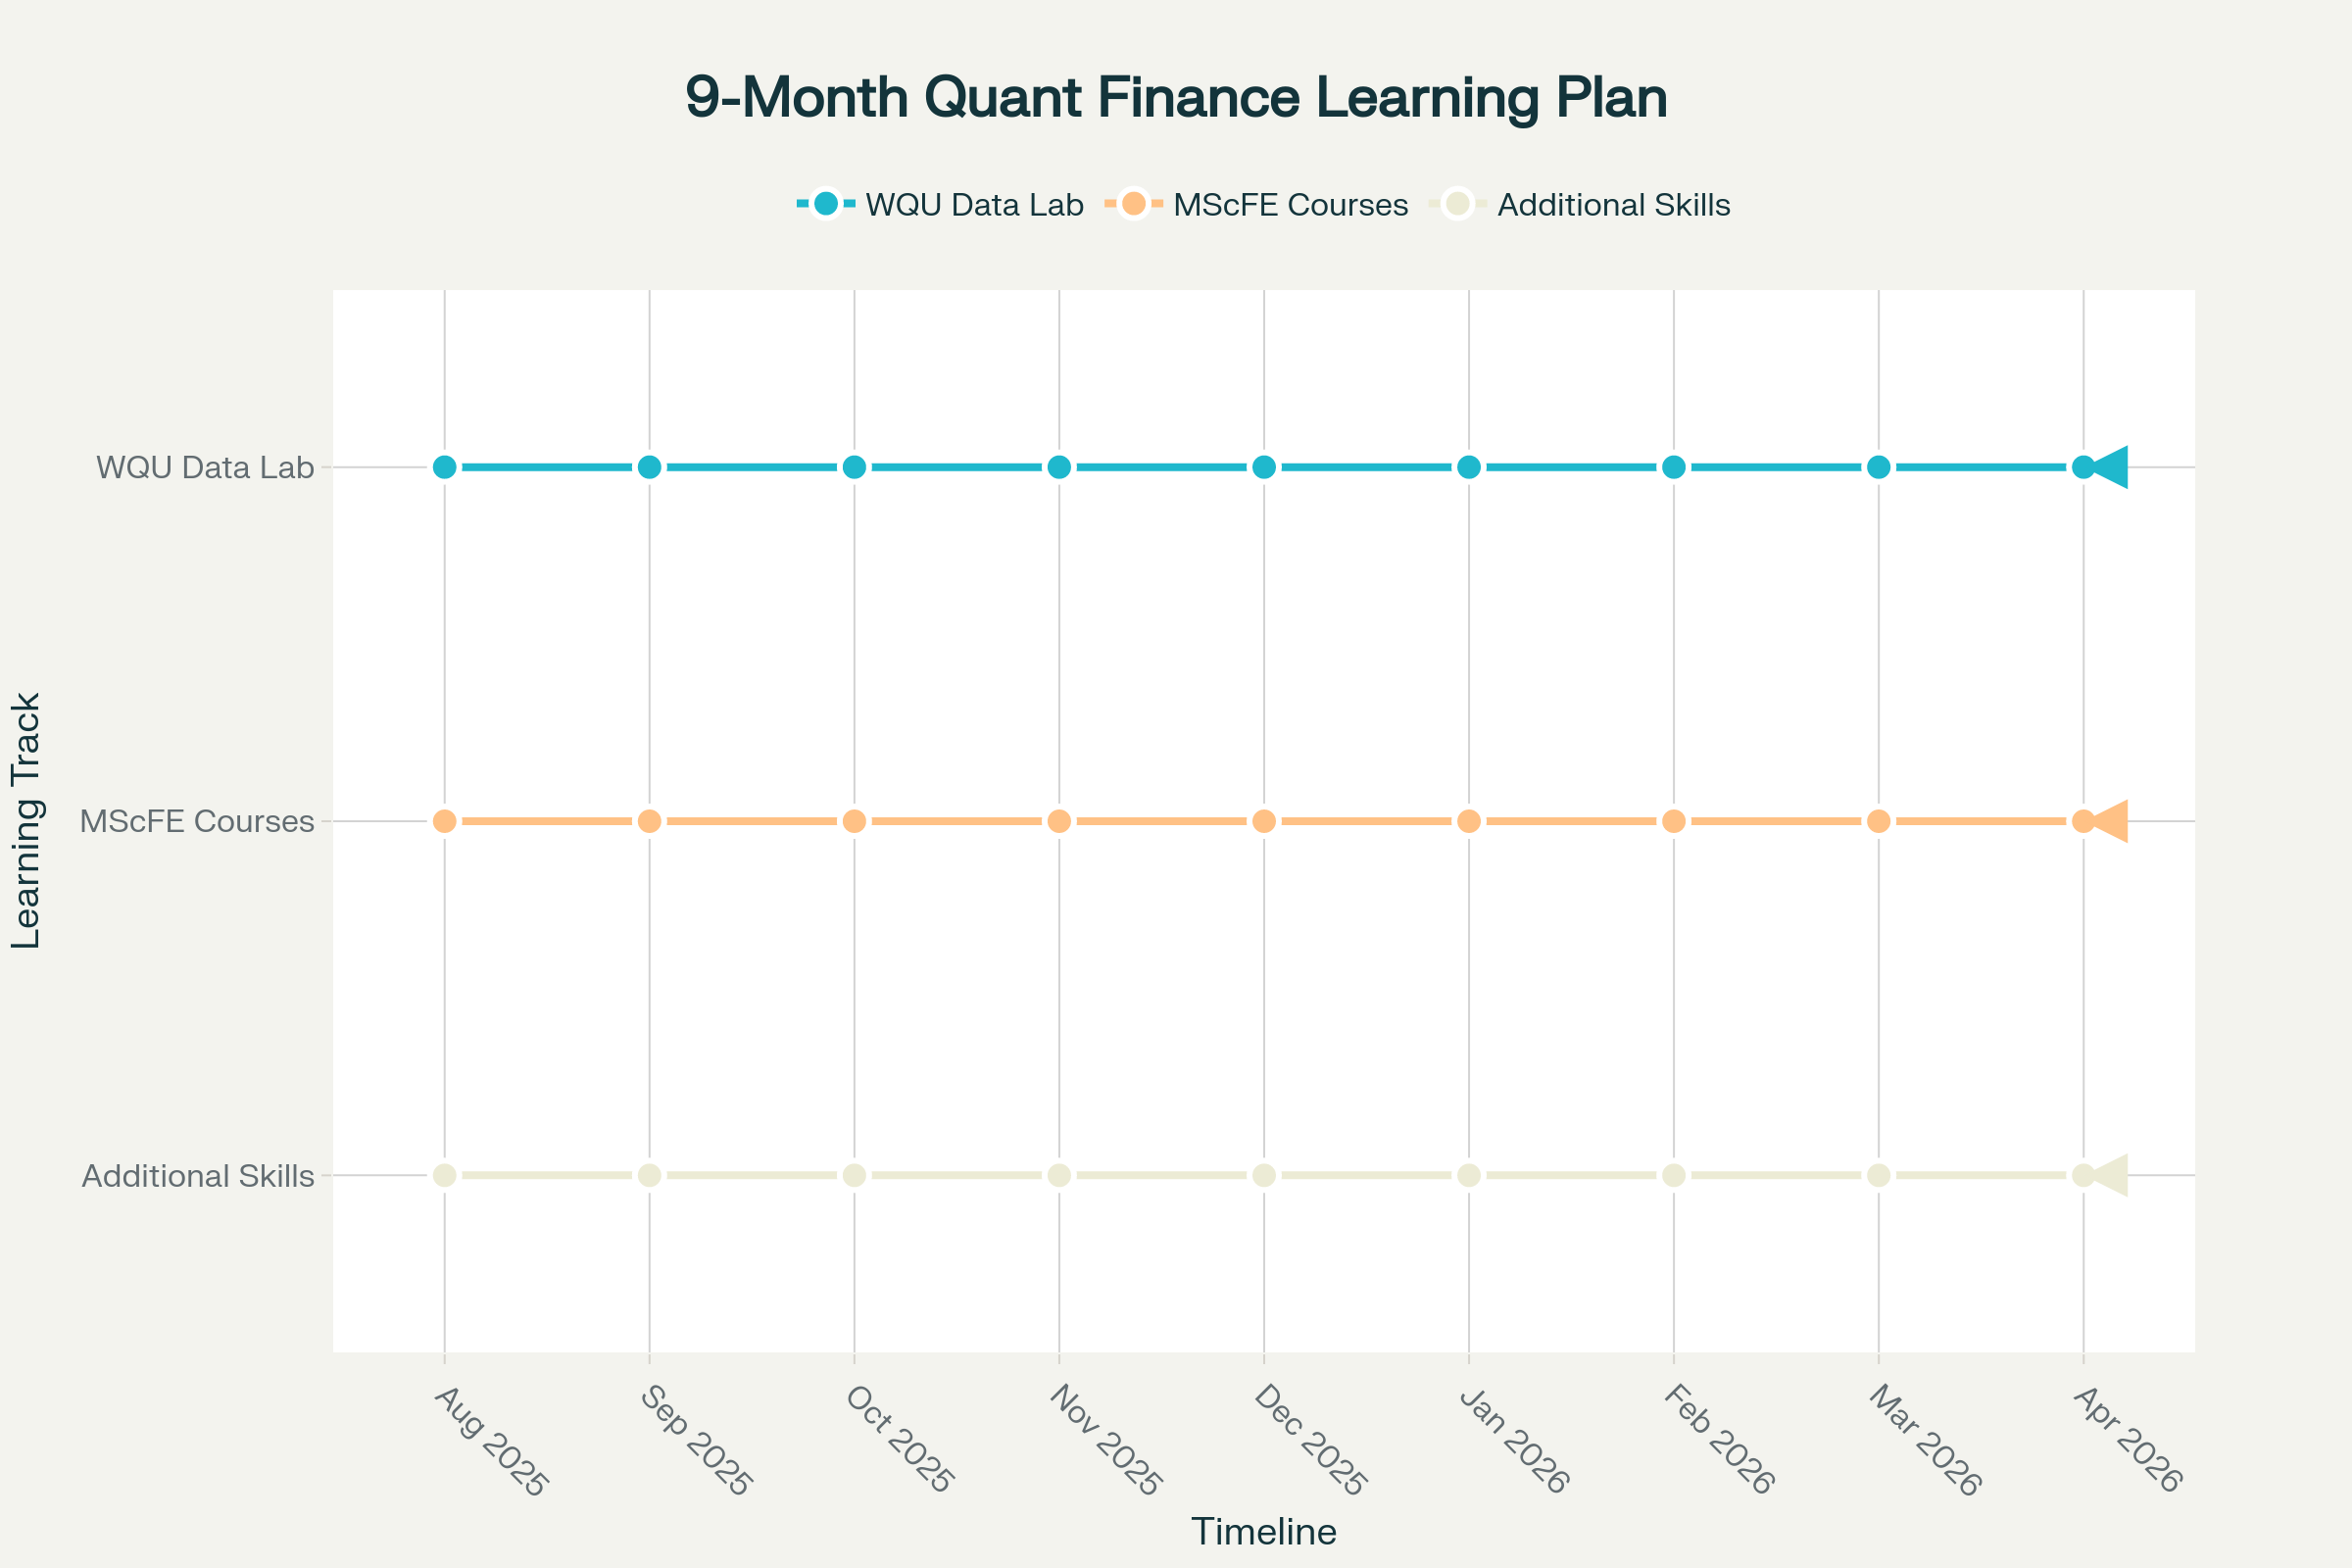 9-Month Quant Finance Learning Plan
WQU Data Lab MScFE Courses Additional Skills
Learning Track
WQU Data Lab
MScFE Courses
Additional Skills
Aug 2025 Sep 2025 Oct 2025 Nov 2025 Dec 2025 Jan 2026 Feb 2026 Mar 2026 Apr 2026
Timeline